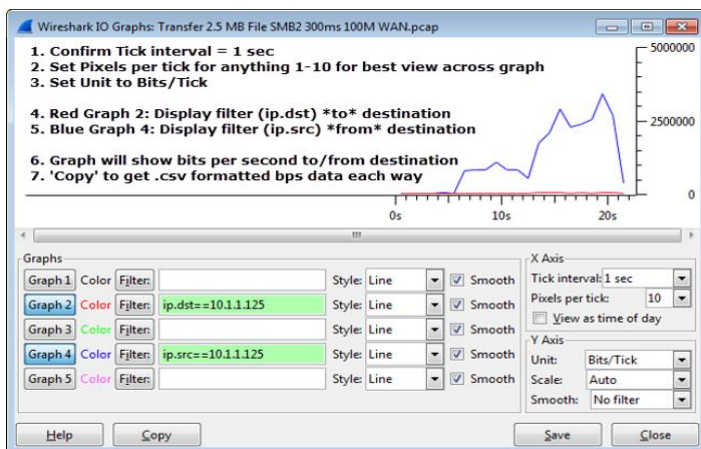 Wireshark IO Graphs: Transfer 2.5 MB File SMB2 300ms 100M WAN.pcap
1. Confirm Tick interval = 1 sec
2. Set Pixels per tick for anything 1-10 for best view across graph
3. Set Unit to Bits/Tick
4. Red Graph 2: Display filter (ip.dst) *to* destination
5. Blue Graph 4: Display filter (ip.src) *from* destination
6. Graph will show bits per second to/from destination
7. 'Copy' to get .csv formatted bps data each way
5000000
2500000
0
0s 10s 20s
Graphs
Graph 1 Color Filter: Style: Line Smooth
Graph 2 Color Filter: ip.dst==10.1.1.125 Style: Line Smooth
Graph 3 Color Filter: Style: Line Smooth
Graph 4 Color Filter: ip.src==10.1.1.125 Style: Line Smooth
Graph 5 Color Filter: Style: Line Smooth
X Axis
Tick interval: 1 sec
Pixels per tick: 10
View as time of day
Y Axis
Unit: Bits/Tick
Scale: Auto
Smooth: No filter
Help Copy Save Close